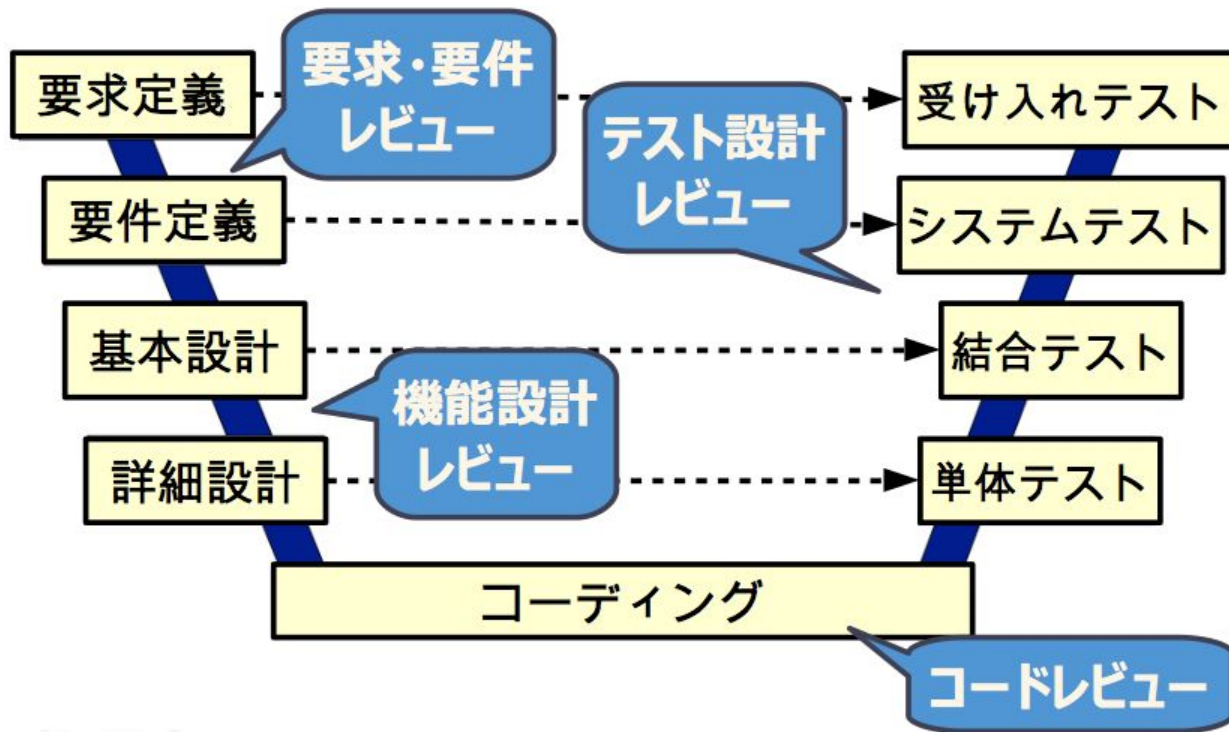 要求定義
要求・要件
レビュー
受け入れテスト
テスト設計
レビュー
要件定義
システムテスト
基本設計
結合テスト
機能設計
レビュー
詳細設計
単体テスト
コーディング
コードレビュー